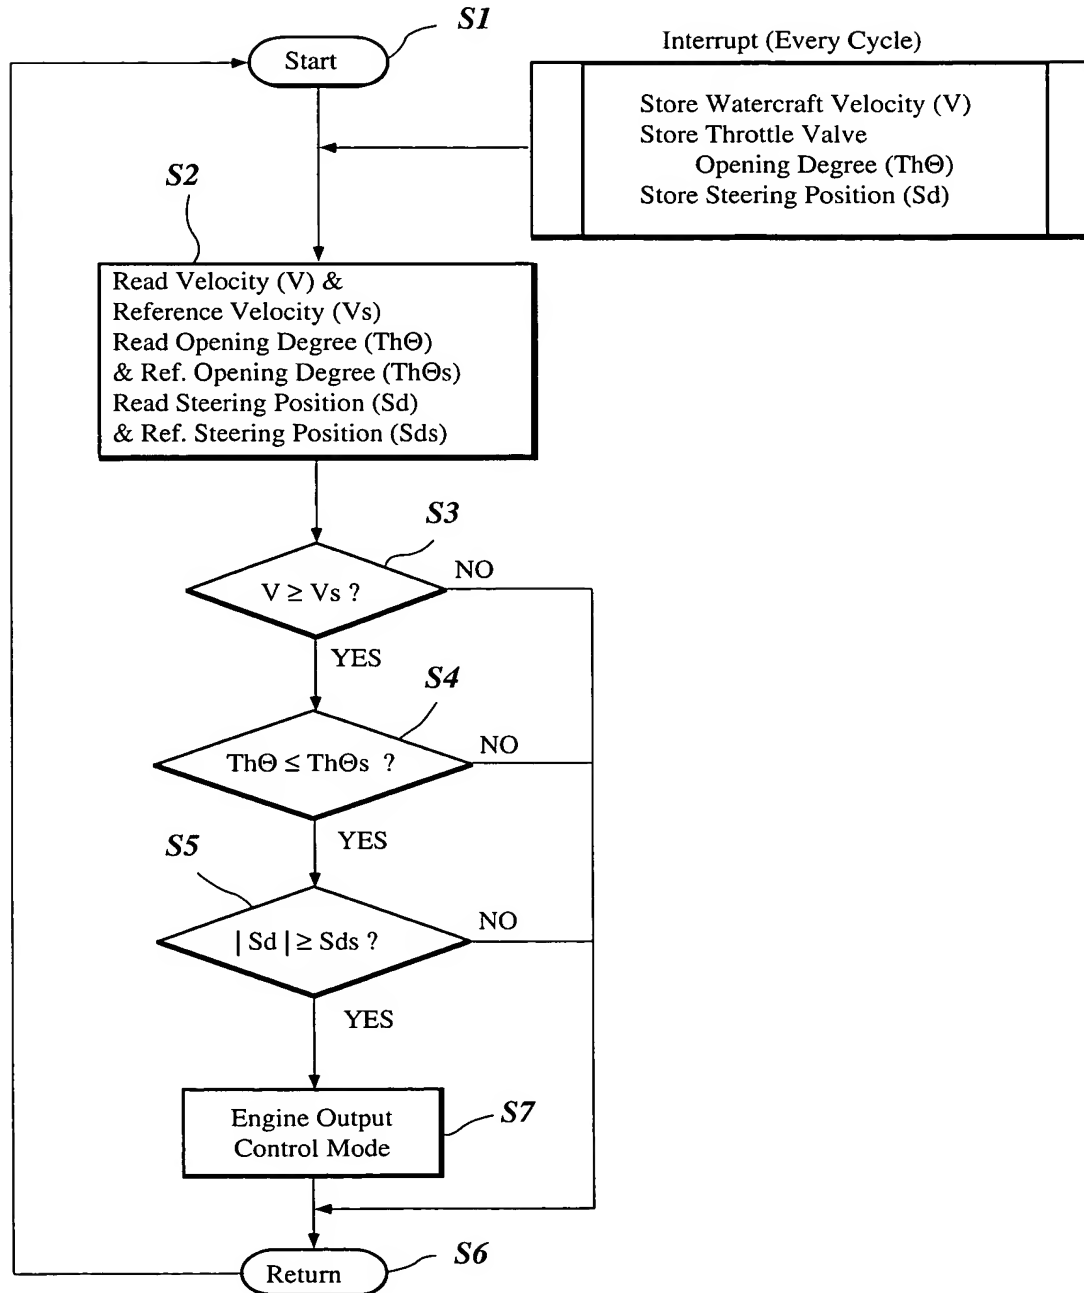 S1
Start
Interrupt (Every Cycle)
Store Watercraft Velocity (V)
Store Throttle Valve
Opening Degree (ThΘ)
Store Steering Position (Sd)
S2
Read Velocity (V) &
Reference Velocity (Vs)
Read Opening Degree (ThΘ)
& Ref. Opening Degree (ThΘs)
Read Steering Position (Sd)
& Ref. Steering Position (Sds)
S3
V ≥ Vs ?
NO
YES
S4
ThΘ ≤ ThΘs ?
NO
YES
S5
| Sd | ≥ Sds ?
NO
YES
Engine Output
Control Mode
S7
Return
S6